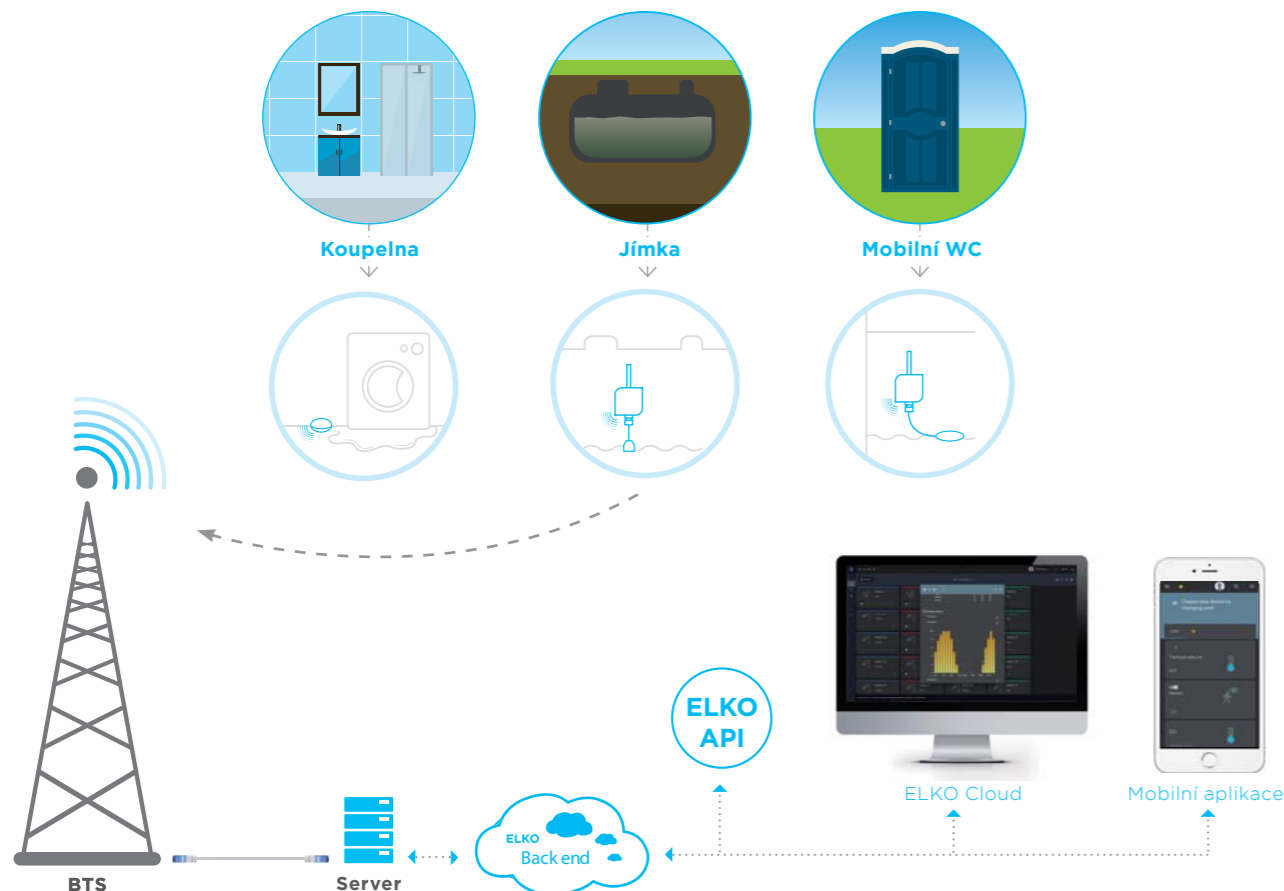 Koupelna
Jímka
Mobilní WC
ELKO
API
ELKO Cloud
Mobilní aplikace
ELKO
Back end
BTS
Server